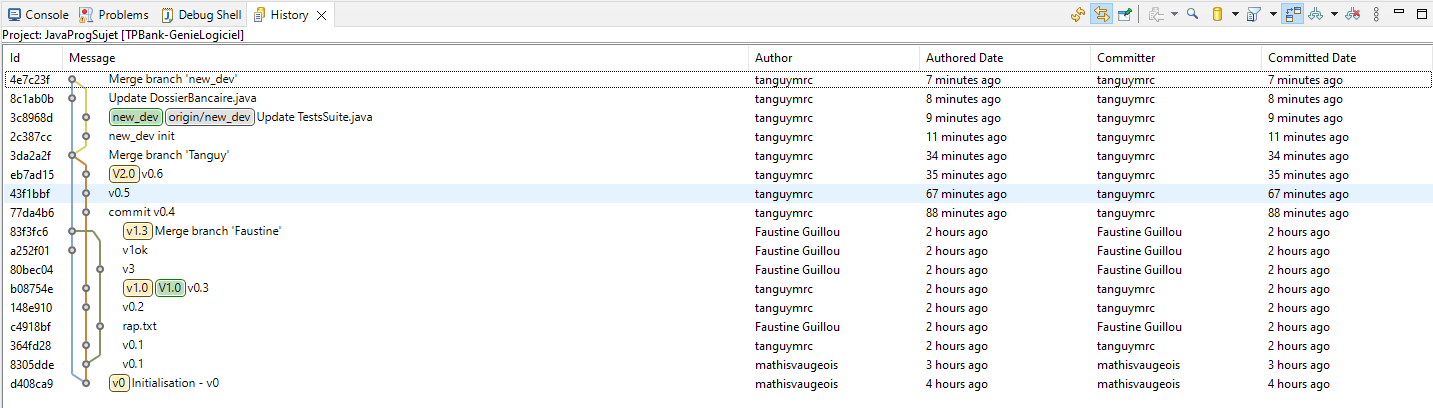 Console Problems Debug Shell History
Project: JavaProgSujet [TPBank-GenieLogiciel]
Id Message Author Authored Date Committer Committed Date
4e7c23f Merge branch 'new_dev' tanguymrc 7 minutes ago tanguymrc 7 minutes ago
8c1ab0b Update DossierBancaire.java tanguymrc 8 minutes ago tanguymrc 8 minutes ago
3c8968d new_dev origin/new_dev Update TestsSuite.java tanguymrc 9 minutes ago tanguymrc 9 minutes ago
2c387cc new_dev init tanguymrc 11 minutes ago tanguymrc 11 minutes ago
3da2a2f Merge branch 'Tanguy' tanguymrc 34 minutes ago tanguymrc 34 minutes ago
eb7ad15 V2.0 v0.6 tanguymrc 35 minutes ago tanguymrc 35 minutes ago
43f1bbf v0.5 tanguymrc 67 minutes ago tanguymrc 67 minutes ago
77da4b6 commit v0.4 tanguymrc 88 minutes ago tanguymrc 88 minutes ago
83f3fc6 v1.3 Merge branch 'Faustine' Faustine Guillou 2 hours ago Faustine Guillou 2 hours ago
a252f01 v1ok Faustine Guillou 2 hours ago Faustine Guillou 2 hours ago
80bec04 v3 Faustine Guillou 2 hours ago Faustine Guillou 2 hours ago
b08754e v1.0 V1.0 v0.3 tanguymrc 2 hours ago tanguymrc 2 hours ago
148e910 v0.2 tanguymrc 2 hours ago tanguymrc 2 hours ago
c4918bf rap.txt Faustine Guillou 2 hours ago Faustine Guillou 2 hours ago
364fd28 v0.1 tanguymrc 2 hours ago tanguymrc 2 hours ago
8305dde v0.1 mathisvaugeois 3 hours ago mathisvaugeois 3 hours ago
d408ca9 v0 Initialisation - v0 mathisvaugeois 4 hours ago mathisvaugeois 4 hours ago